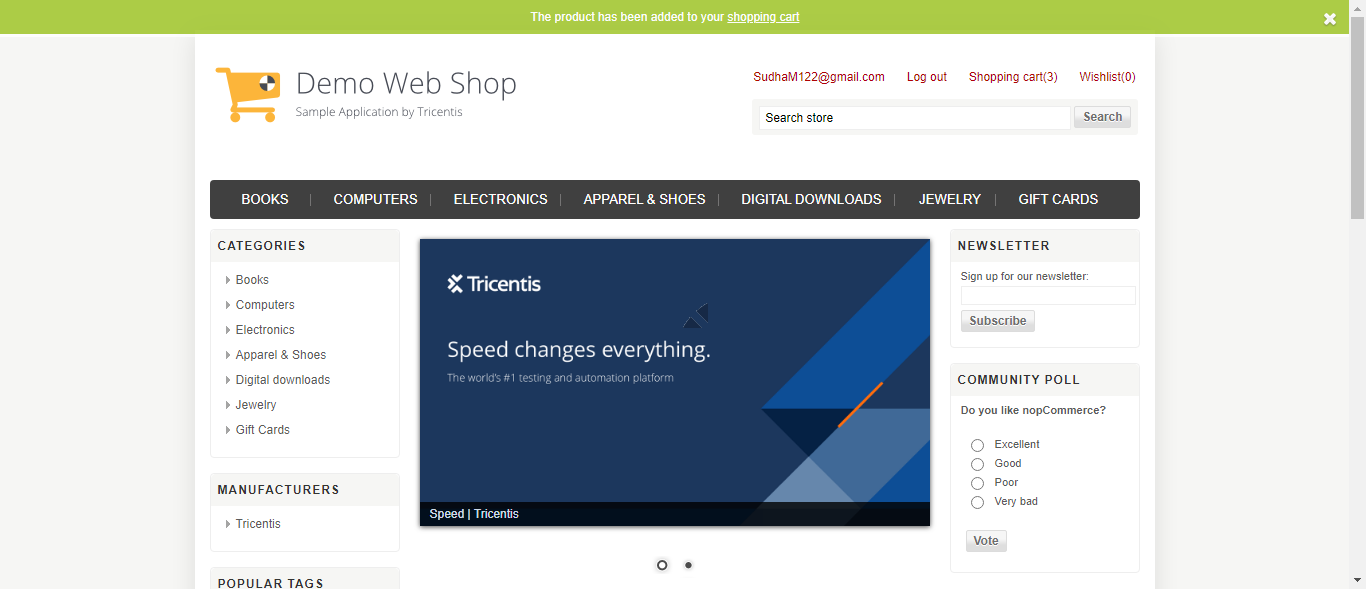 The product has been added to your shopping cart
Demo Web Shop
Sample Application by Tricentis
SudhaM122@gmail.com Log out Shopping cart(3) Wishlist(0)
Search store Search
BOOKS COMPUTERS ELECTRONICS APPAREL & SHOES DIGITAL DOWNLOADS JEWELRY GIFT CARDS
CATEGORIES
Books
Computers
Electronics
Apparel & Shoes
Digital downloads
Jewelry
Gift Cards
MANUFACTURERS
Tricentis
POPULAR TAGS
Tricentis
Speed changes everything.
The world's #1 testing and automation platform
Speed | Tricentis
NEWSLETTER
Sign up for our newsletter:
Subscribe
COMMUNITY POLL
Do you like nopCommerce?
Excellent
Good
Poor
Very bad
Vote